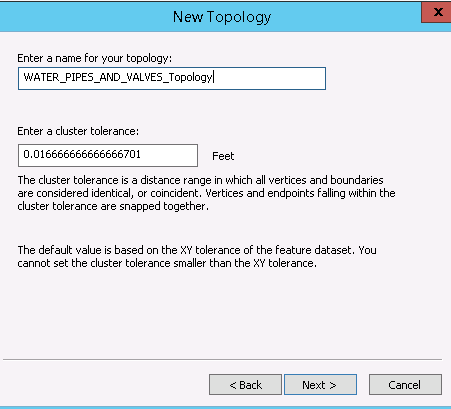 New Topology
x
Enter a name for your topology:
WATER_PIPES_AND_VALVES_Topology
Enter a cluster tolerance:
0.016666666666666701 Feet
The cluster tolerance is a distance range in which all vertices and boundaries
are considered identical, or coincident. Vertices and endpoints falling within the
cluster tolerance are snapped together.
The default value is based on the XY tolerance of the feature dataset. You
cannot set the cluster tolerance smaller than the XY tolerance.
< Back Next > Cancel